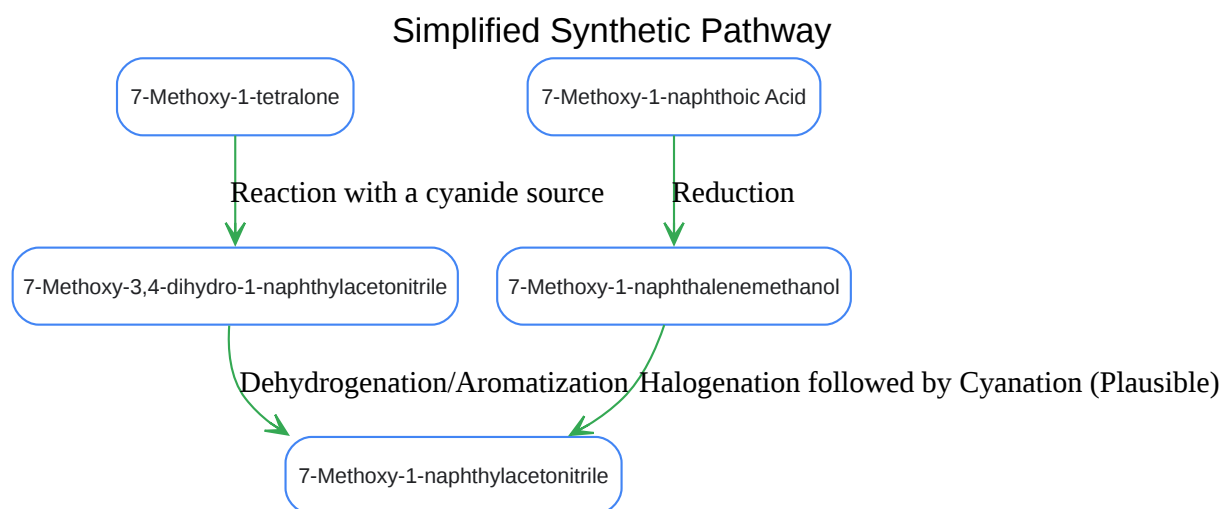 Simplified Synthetic Pathway
7-Methoxy-1-tetralone
7-Methoxy-1-naphthoic Acid
Reaction with a cyanide source
Reduction
7-Methoxy-3,4-dihydro-1-naphthylacetonitrile
7-Methoxy-1-naphthalenemethanol
Dehydrogenation/Aromatization
Halogenation followed by Cyanation (Plausible)
7-Methoxy-1-naphthylacetonitrile